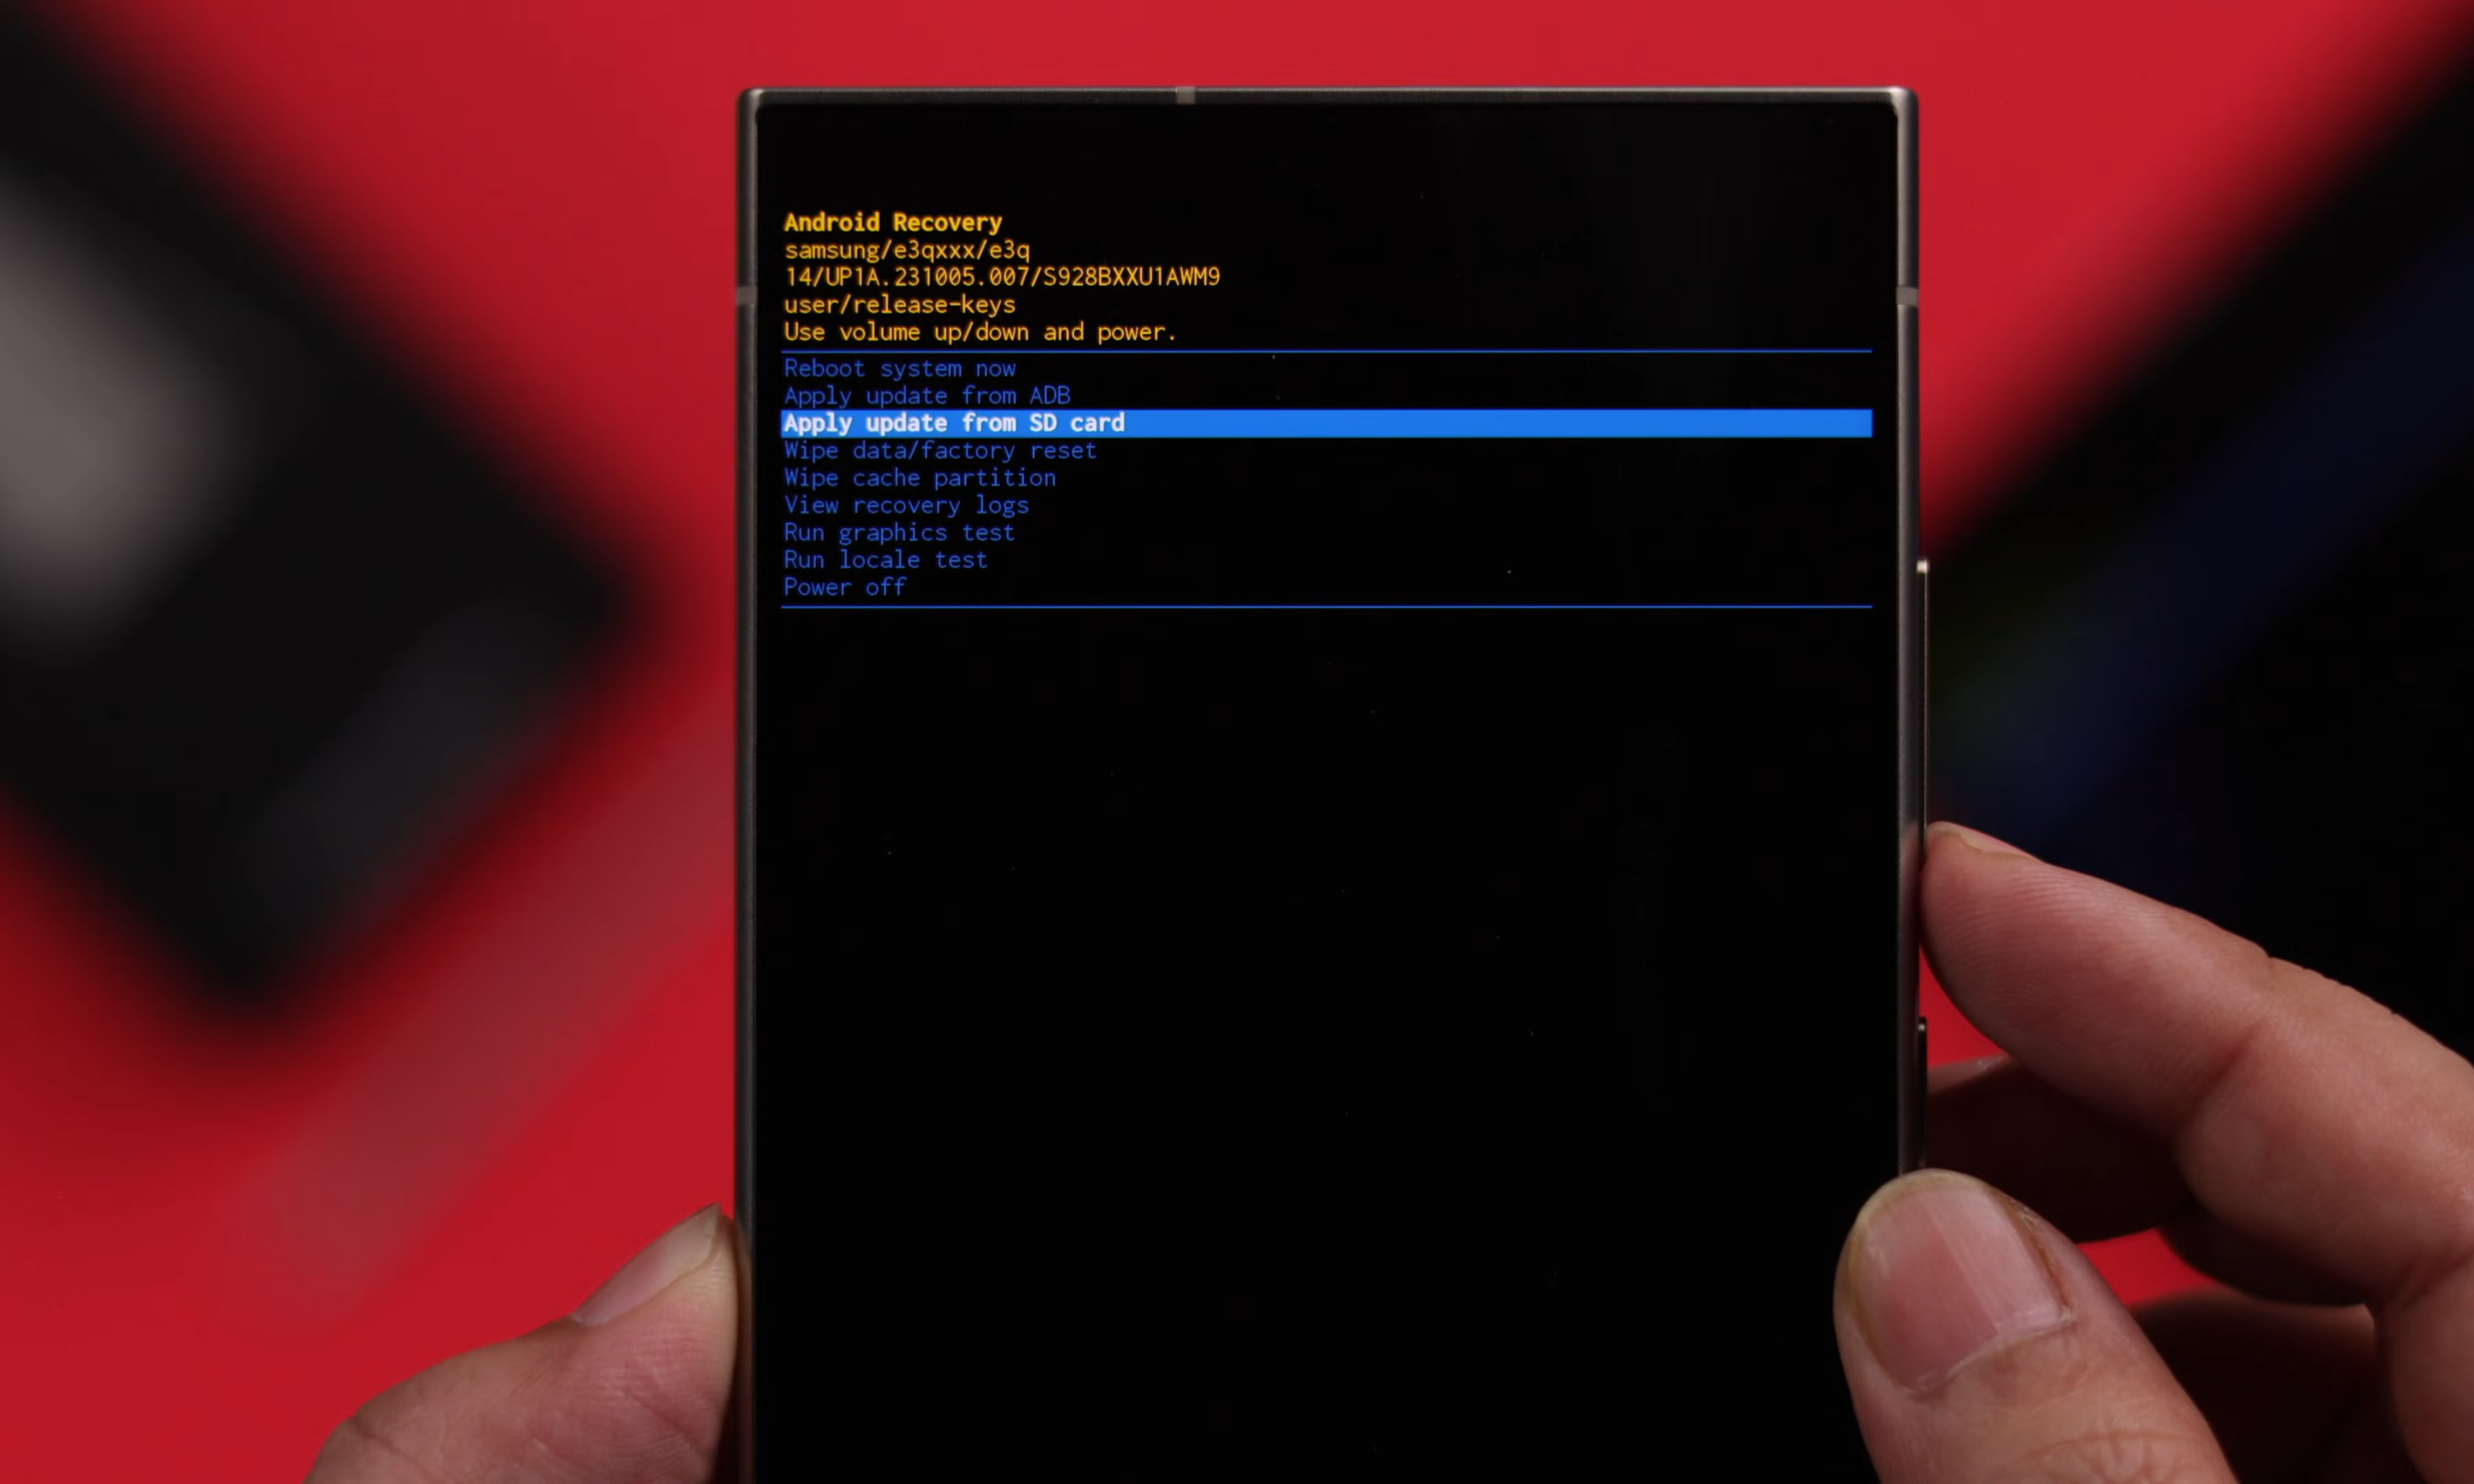 Android Recovery
samsung/e3qxxx/e3q
14/UP1A.231005.007/S928BXXU1AWM9
user/release-keys
Use volume up/down and power.
Reboot system now
Apply update from ADB
Apply update from SD card
Wipe data/factory reset
Wipe cache partition
View recovery logs
Run graphics test
Run locale test
Power off